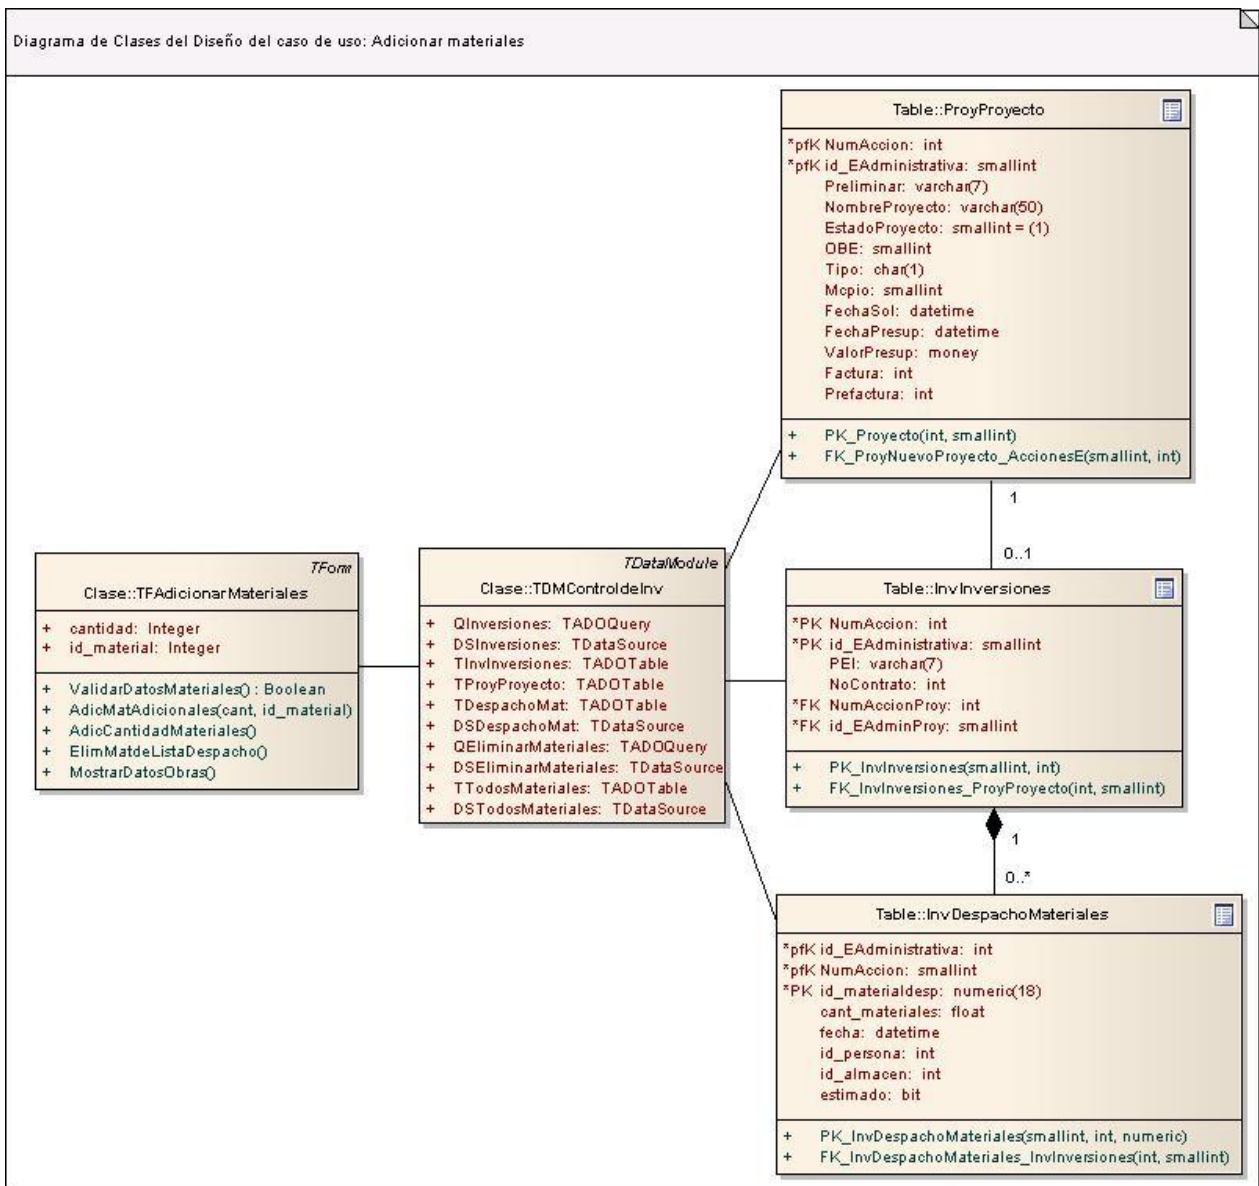 Diagrama de Clases del Diseño del caso de uso: Adicionar materiales
Table::ProyProyecto
*pfK NumAccion: int
*pfK id_EAdministrativa: smallint
Preliminar: varchar(7)
NombreProyecto: varchar(50)
EstadoProyecto: smallint = (1)
OBE: smallint
Tipo: char(1)
Mcpio: smallint
FechaSol: datetime
FechaPresup: datetime
ValorPresup: money
Factura: int
Prefactura: int
+ PK_Proyecto(int, smallint)
+ FK_ProyNuevoProyecto_AccionesE(smallint, int)
1
0..1
TForm
Clase::TFAdicionarMateriales
+ cantidad: Integer
+ id_material: Integer
+ ValidarDatosMateriales() : Boolean
+ AdicMatAdicionales(cant, id_material)
+ AdicCantidadMateriales()
+ ElimMatdeListaDespacho()
+ MostrarDatosObras()
TDataModule
Clase::TDMControldeInv
+ QInversiones: TADOQuery
+ DSInversiones: TDataSource
+ TInvInversiones: TADOTable
+ TProyProyecto: TADOTable
+ TDespachoMat: TADOTable
+ DSDespachoMat: TDataSource
+ QEliminarMateriales: TADOQuery
+ DSEliminarMateriales: TDataSource
+ TTodosMateriales: TADOTable
+ DSTodosMateriales: TDataSource
Table::InvInversiones
*PK NumAccion: int
*PK id_EAdministrativa: smallint
PEI: varchar(7)
NoContrato: int
*FK NumAccionProy: int
*FK id_EAdminProy: smallint
+ PK_InvInversiones(smallint, int)
+ FK_InvInversiones_ProyProyecto(int, smallint)
1
0..*
Table::InvDespachoMateriales
*pfK id_EAdministrativa: int
*pfK NumAccion: smallint
*PK id_materialdesp: numeric(18)
cant_materiales: float
fecha: datetime
id_persona: int
id_almacen: int
estimado: bit
+ PK_InvDespachoMateriales(smallint, int, numeric)
+ FK_InvDespachoMateriales_InvInversiones(int, smallint)